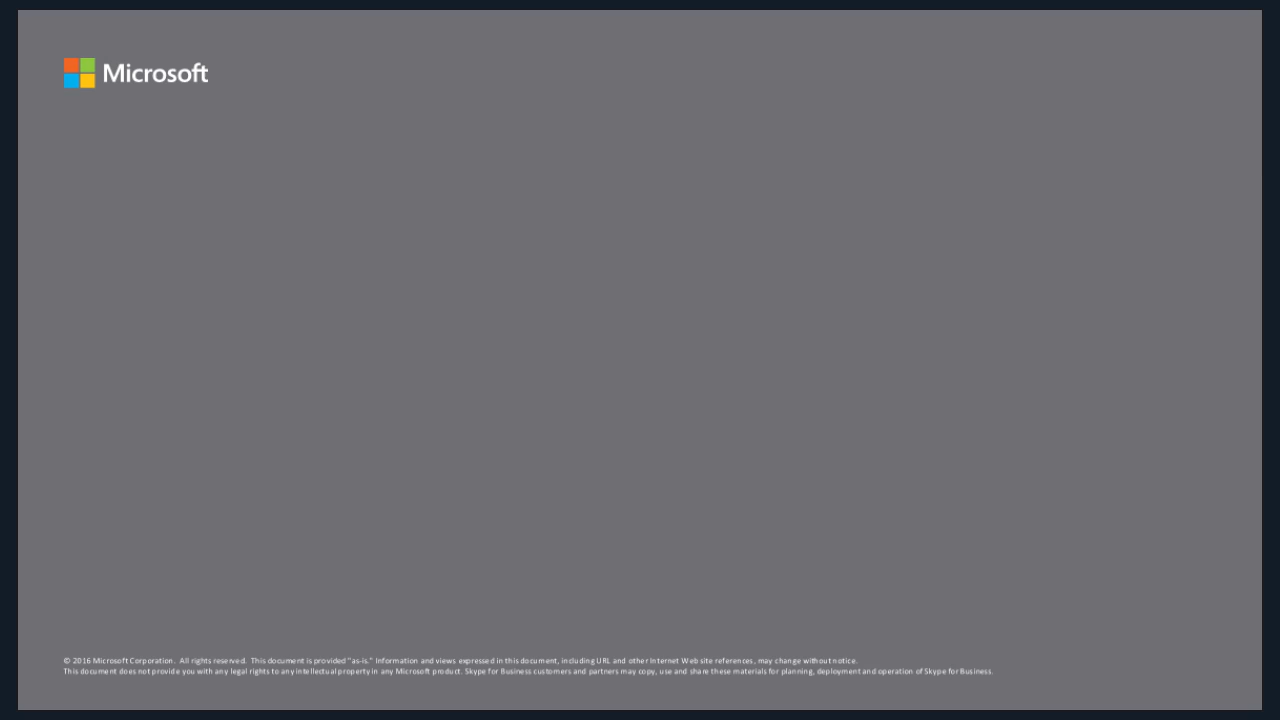 Microsoft
© 2016 Microsoft Corporation. All rights reserved. This document is provided "as-is." Information and views expressed in this document, including URL and other Internet Web site references, may change without notice.
This document does not provide you with any legal rights to any intellectual property in any Microsoft product. Skype for Business customers and partners may copy, use and share these materials for planning, deployment and operation of Skype for Business.